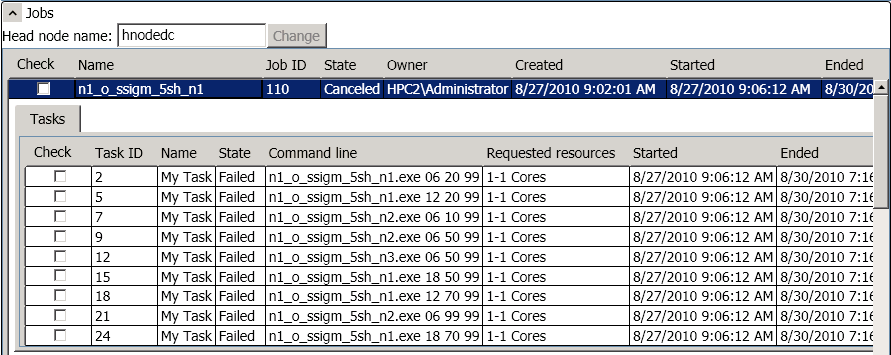 Jobs
Head node name: hnodedc Change
Check Name Job ID State Owner Created Started Ended
n1_o_ssigm_5sh_n1 110 Canceled HPC2\Administrator 8/27/2010 9:02:01 AM 8/27/2010 9:06:12 AM 8/30/20
Tasks
Check Task ID Name State Command line Requested resources Started Ended
2 My Task Failed n1_o_ssigm_5sh_n1.exe 06 20 99 1-1 Cores 8/27/2010 9:06:12 AM 8/30/2010 7:16
5 My Task Failed n1_o_ssigm_5sh_n1.exe 12 20 99 1-1 Cores 8/27/2010 9:06:12 AM 8/30/2010 7:16
7 My Task Failed n1_o_ssigm_5sh_n2.exe 06 10 99 1-1 Cores 8/27/2010 9:06:12 AM 8/30/2010 7:16
9 My Task Failed n1_o_ssigm_5sh_n2.exe 06 50 99 1-1 Cores 8/27/2010 9:06:12 AM 8/30/2010 7:16
12 My Task Failed n1_o_ssigm_5sh_n3.exe 06 50 99 1-1 Cores 8/27/2010 9:06:12 AM 8/30/2010 7:16
15 My Task Failed n1_o_ssigm_5sh_n1.exe 18 50 99 1-1 Cores 8/27/2010 9:06:12 AM 8/30/2010 7:16
18 My Task Failed n1_o_ssigm_5sh_n1.exe 12 70 99 1-1 Cores 8/27/2010 9:06:12 AM 8/30/2010 7:16
21 My Task Failed n1_o_ssigm_5sh_n2.exe 06 99 99 1-1 Cores 8/27/2010 9:06:12 AM 8/30/2010 7:16
24 My Task Failed n1_o_ssigm_5sh_n1.exe 18 70 99 1-1 Cores 8/27/2010 9:06:12 AM 8/30/2010 7:16